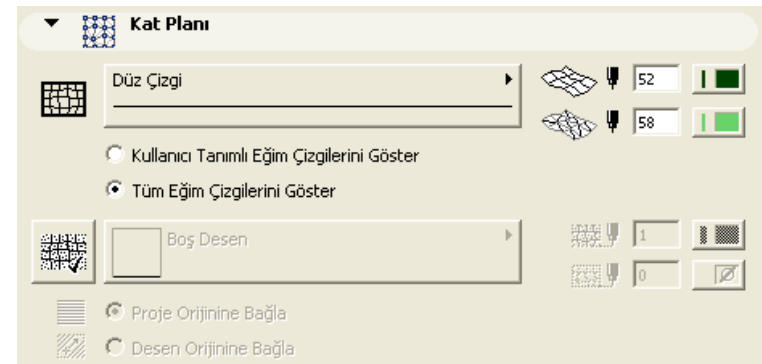 Kat Planı
Düz Çizgi
52
58
Kullanıcı Tanımlı Eğim Çizgilerini Göster
Tüm Eğim Çizgilerini Göster
Boş Desen
1
0
Proje Orijinine Bağla
Desen Orijinine Bağla